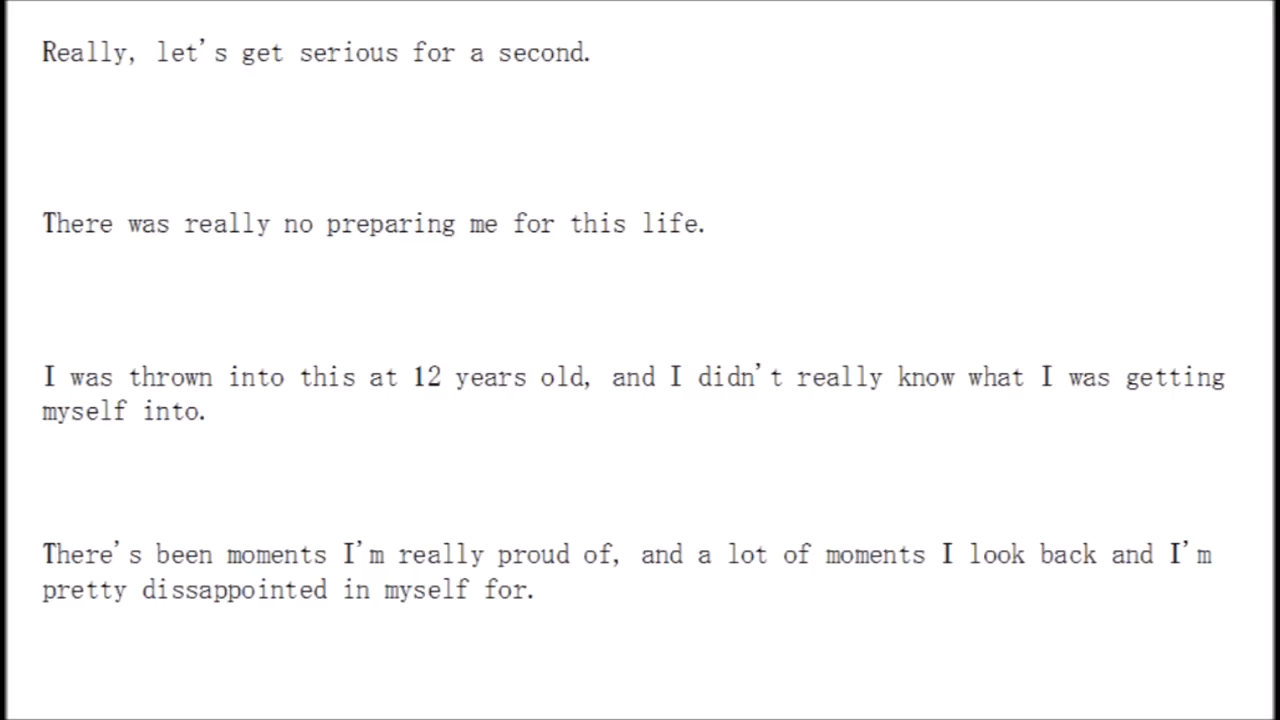 Really, let's get serious for a second.
There was really no preparing me for this life.
I was thrown into this at 12 years old, and I didn't really know what I was getting
myself into.
There's been moments I'm really proud of, and a lot of moments I look back and I'm
pretty dissappointed in myself for.